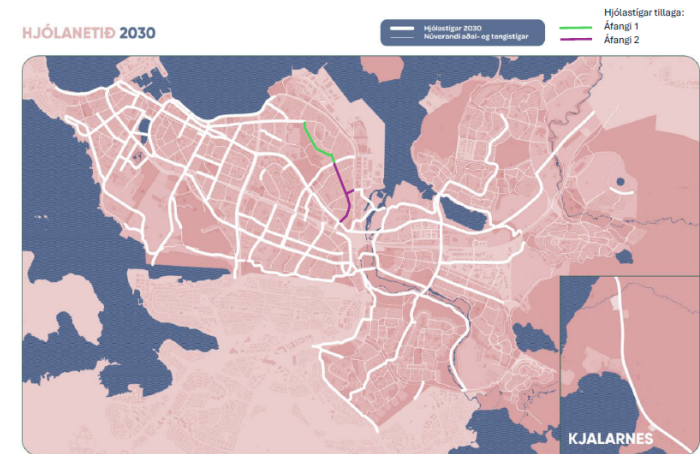 HJÓLANETIÐ 2030
Hjólastígar 2030
Núverandi aðal- og tengistígar
Hjólastígar tillaga:
Áfangi 1
Áfangi 2
KJALARNES